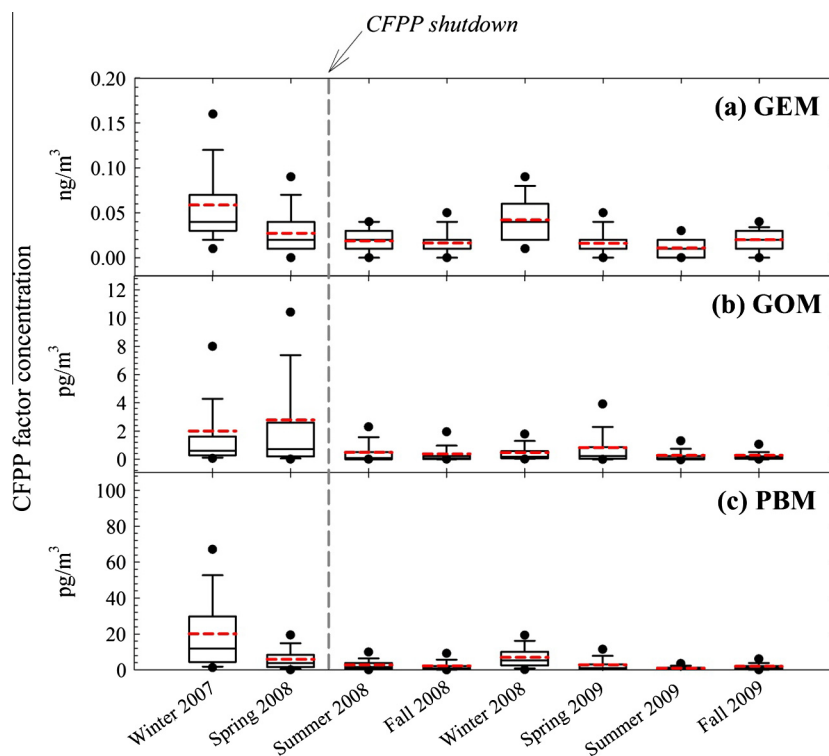 CFPP shutdown
CFPP factor concentration
(a) GEM
ng/m³
0.20
0.15
0.10
0.05
0.00
(b) GOM
pg/m³
12
10
8
6
4
2
0
(c) PBM
pg/m³
100
80
60
40
20
0
Winter 2007
Spring 2008
Summer 2008
Fall 2008
Winter 2008
Spring 2009
Summer 2009
Fall 2009